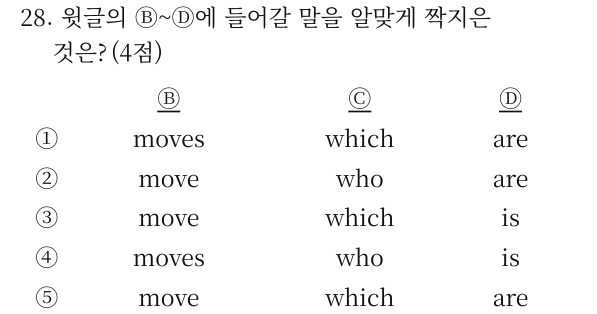 28. 윗글의 Ⓑ~Ⓓ에 들어갈 말을 알맞게 짝지은
것은? (4점)
Ⓑ Ⓒ Ⓓ
① moves which are
② move who are
③ move which is
④ moves who is
⑤ move which are